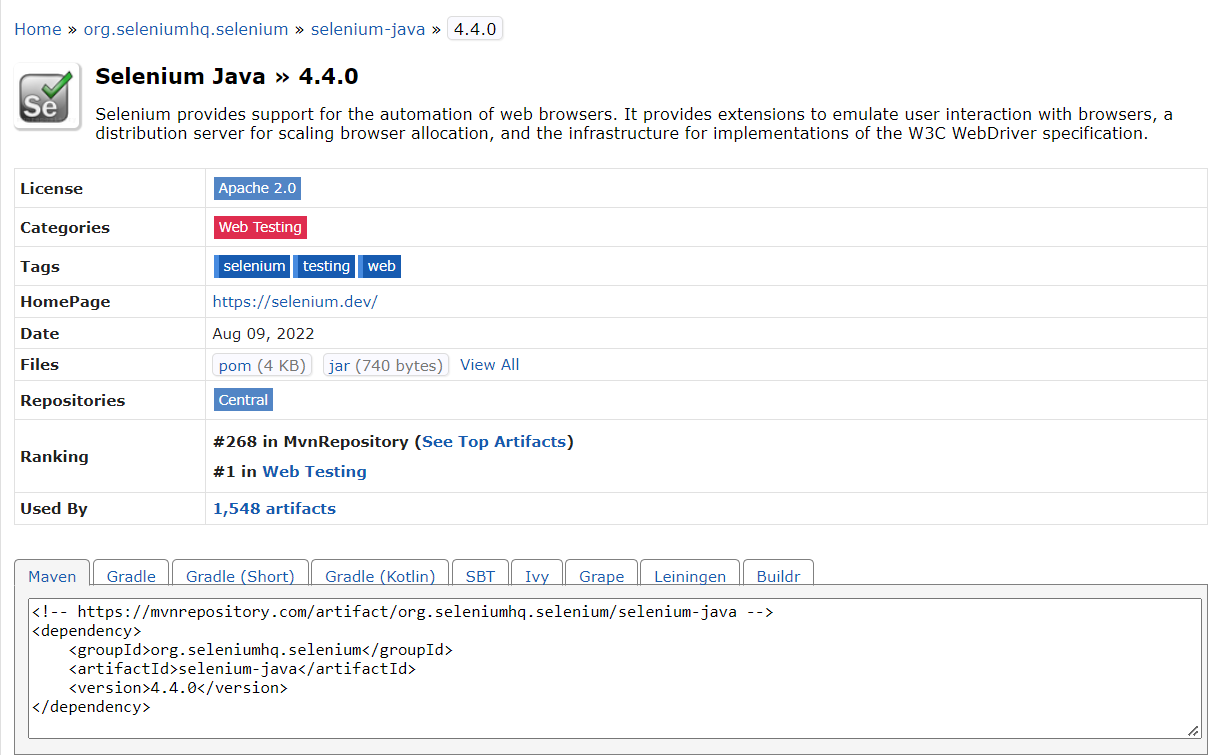 Home » org.seleniumhq.selenium » selenium-java » 4.4.0
Se
Selenium Java » 4.4.0
Selenium provides support for the automation of web browsers. It provides extensions to emulate user interaction with browsers, a
distribution server for scaling browser allocation, and the infrastructure for implementations of the W3C WebDriver specification.
License Apache 2.0
Categories Web Testing
Tags selenium testing web
HomePage https://selenium.dev/
Date Aug 09, 2022
Files pom (4 KB) jar (740 bytes) View All
Repositories Central
Ranking #268 in MvnRepository (See Top Artifacts)
#1 in Web Testing
Used By 1,548 artifacts
Maven Gradle Gradle (Short) Gradle (Kotlin) SBT Ivy Grape Leiningen Buildr
<!-- https://mvnrepository.com/artifact/org.seleniumhq.selenium/selenium-java -->
<dependency>
    <groupId>org.seleniumhq.selenium</groupId>
    <artifactId>selenium-java</artifactId>
    <version>4.4.0</version>
</dependency>